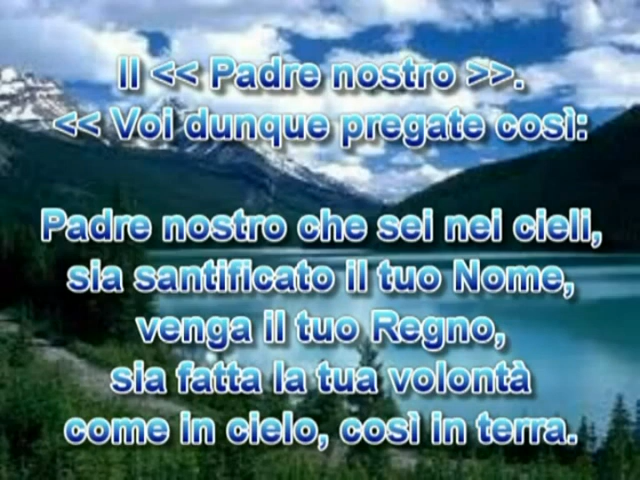 Il << Padre nostro >>.
<< Voi dunque pregate così:
Padre nostro che sei nei cieli,
sia santificato il tuo Nome,
venga il tuo Regno,
sia fatta la tua volontà
come in cielo, così in terra.